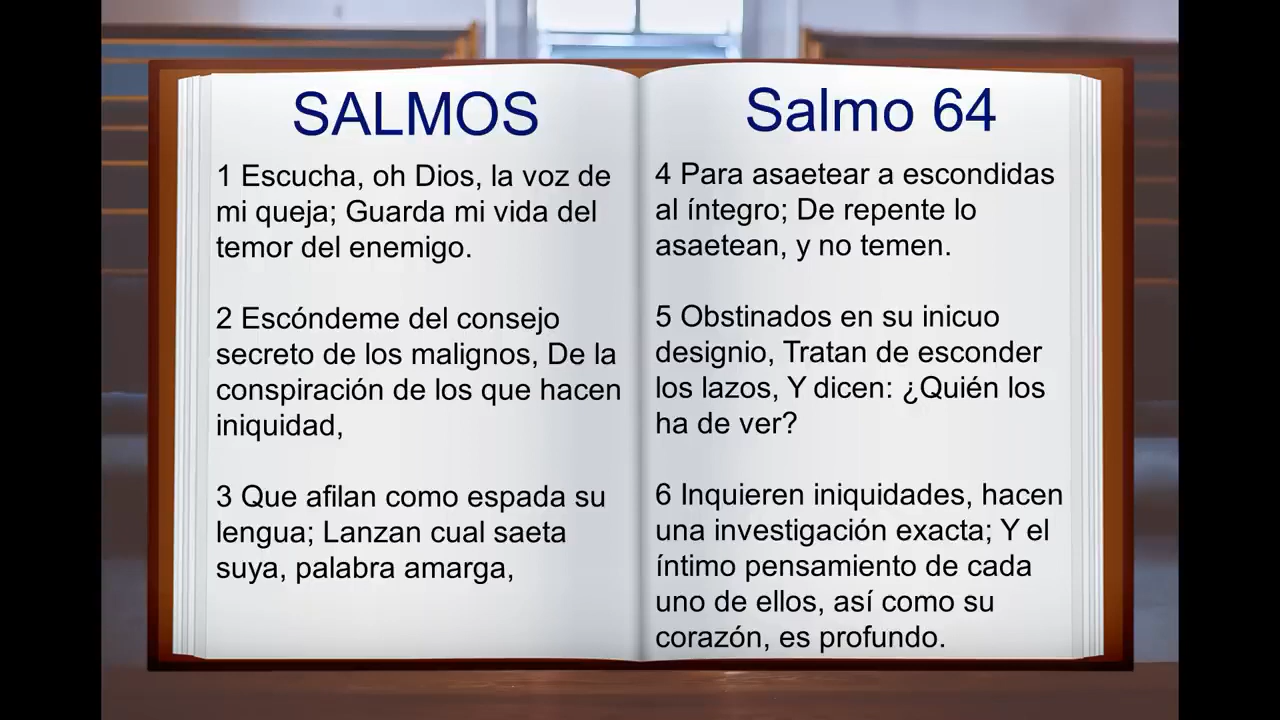 SALMOS
1 Escucha, oh Dios, la voz de
mi queja; Guarda mi vida del
temor del enemigo.
2 Escóndeme del consejo
secreto de los malignos, De la
conspiración de los que hacen
iniquidad,
3 Que afilan como espada su
lengua; Lanzan cual saeta
suya, palabra amarga,
Salmo 64
4 Para asaetear a escondidas
al íntegro; De repente lo
asaetean, y no temen.
5 Obstinados en su inicuo
designio, Tratan de esconder
los lazos, Y dicen: ¿Quién los
ha de ver?
6 Inquieren iniquidades, hacen
una investigación exacta; Y el
íntimo pensamiento de cada
uno de ellos, así como su
corazón, es profundo.